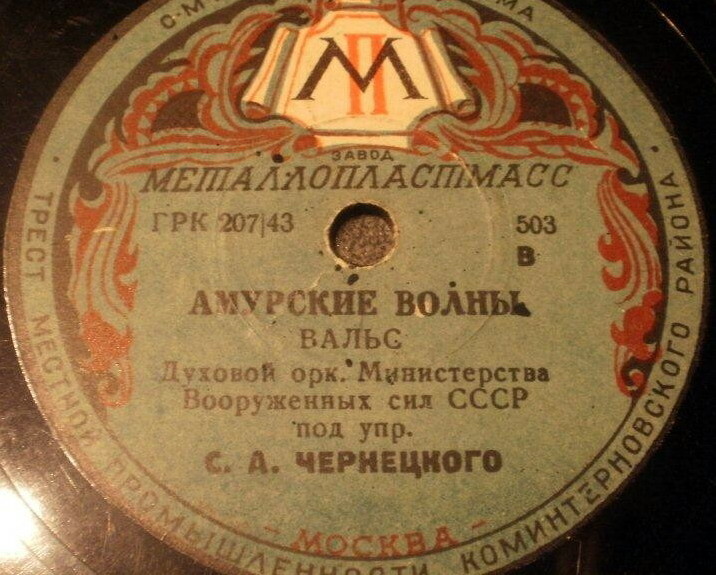 МП
ЗАВОД
МЕТАЛЛОПЛАСТМАСС
ГРК 207|43
503
В
АМУРСКИЕ ВОЛНЫ
ВАЛЬС
Духовой орк. Министерства
Вооруженных сил СССР
под упр.
С. А. ЧЕРНЕЦКОГО
- МОСКВА -
ТРЕСТ МЕСТНОЙ ПРОМЫШЛЕННОСТИ КОМИНТЕРНОВСКОГО РАЙОНА